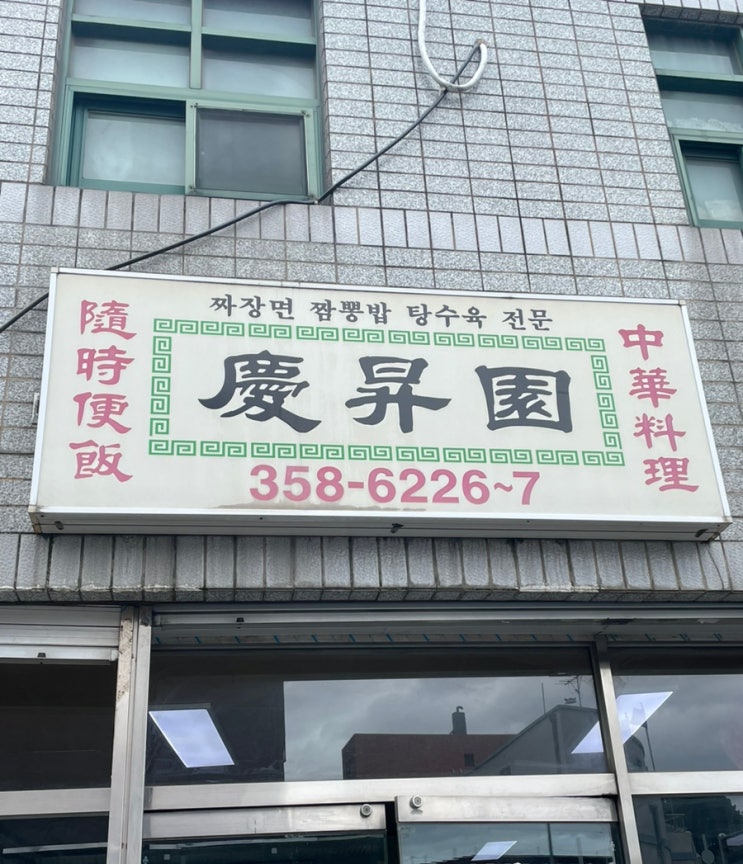 짜장면 짬뽕밥 탕수육 전문
隨時便飯
慶昇園
中華料理
358-6226~7